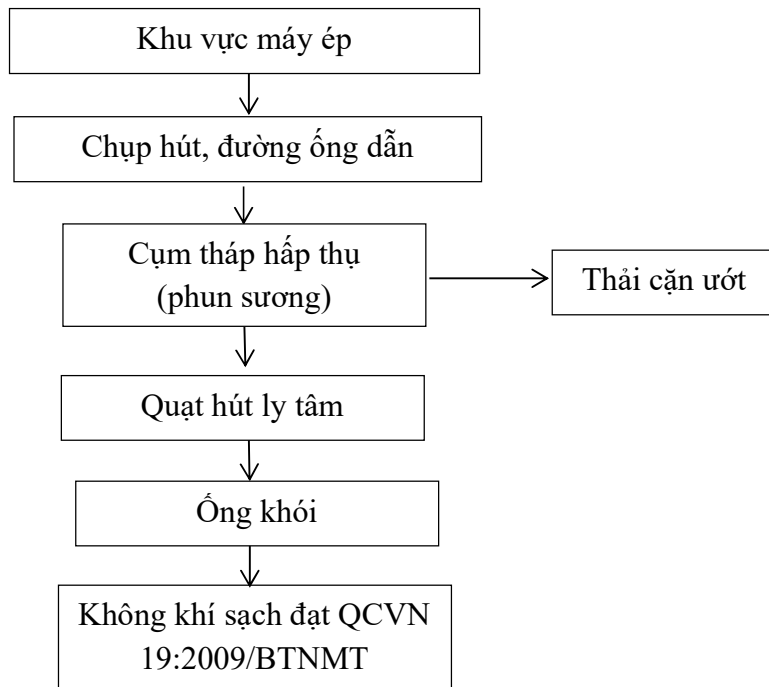 Khu vực máy ép
Chụp hút, đường ống dẫn
Cụm tháp hấp thụ
(phun sương)
Thải cặn ướt
Quạt hút ly tâm
Ống khói
Không khí sạch đạt QCVN
19:2009/BTNMT